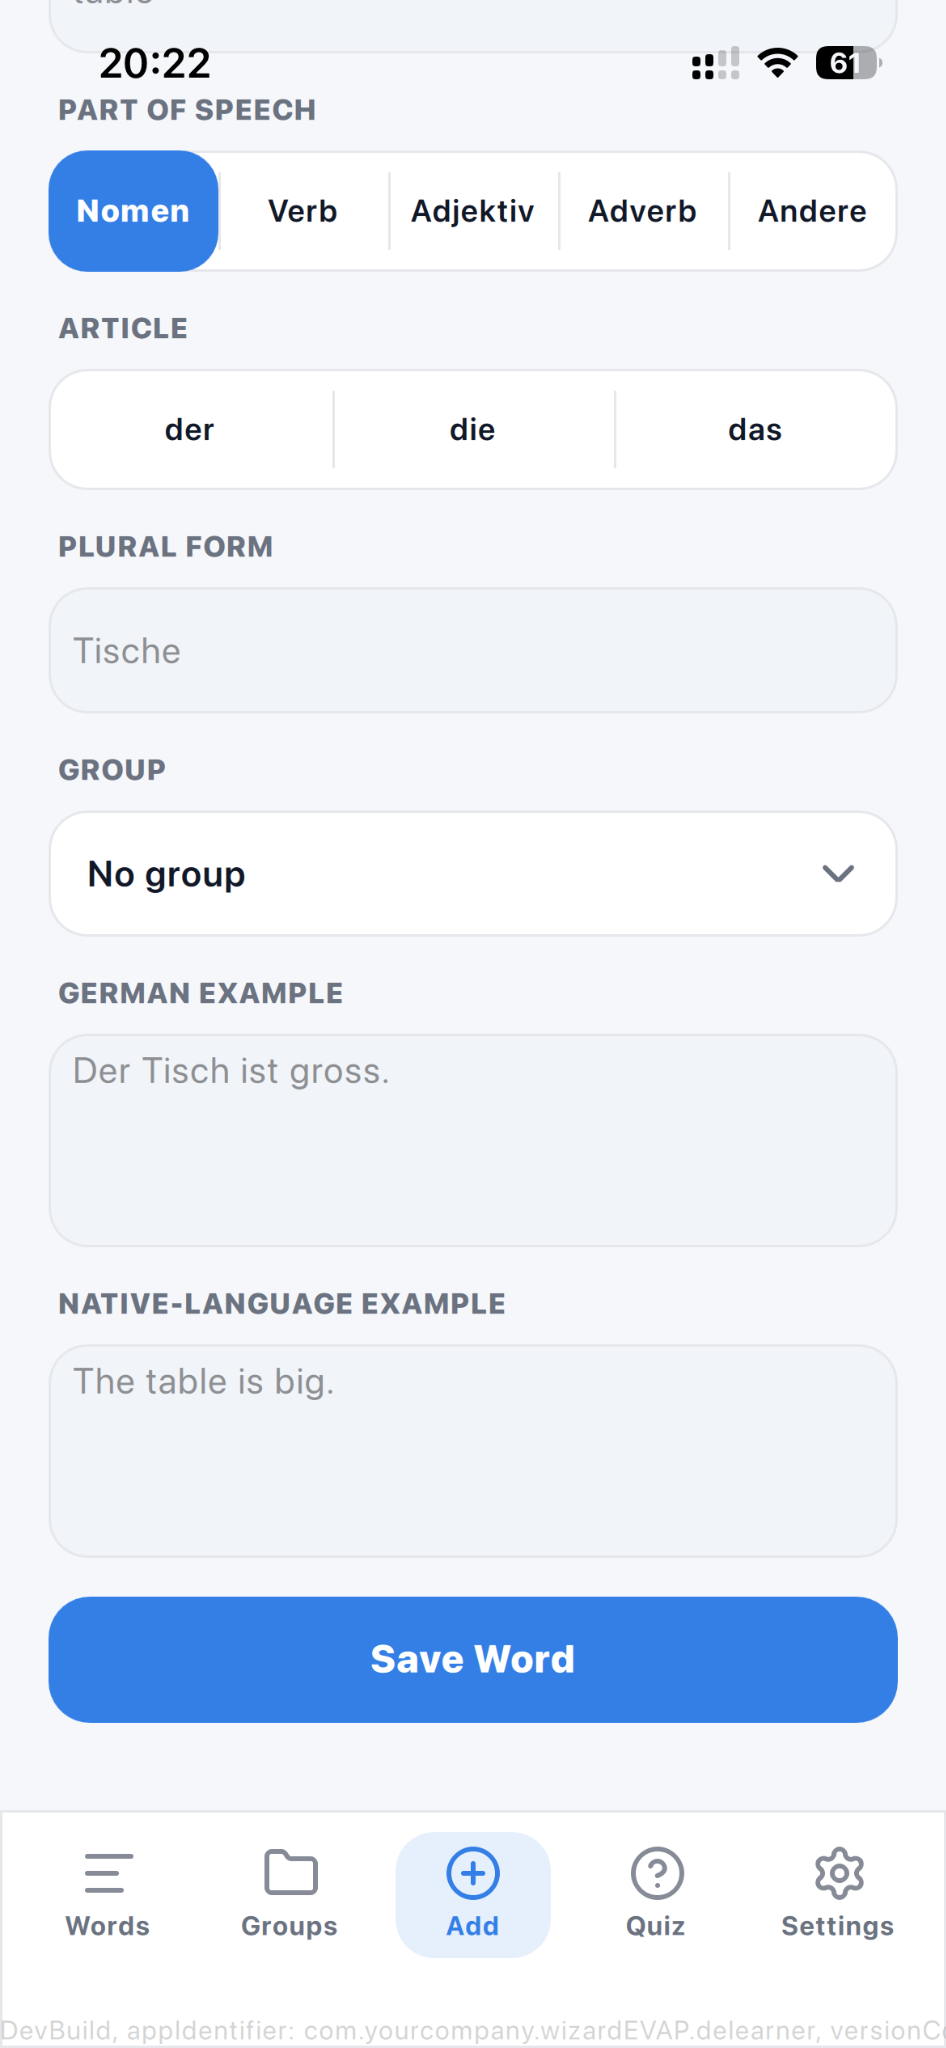 20:22
61
PART OF SPEECH
Nomen Verb Adjektiv Adverb Andere
ARTICLE
der die das
PLURAL FORM
Tische
GROUP
No group
GERMAN EXAMPLE
Der Tisch ist gross.
NATIVE-LANGUAGE EXAMPLE
The table is big.
Save Word
Words Groups Add Quiz Settings
DevBuild, appIdentifier: com.yourcompany.wizardEVAP.delearner, versionCo